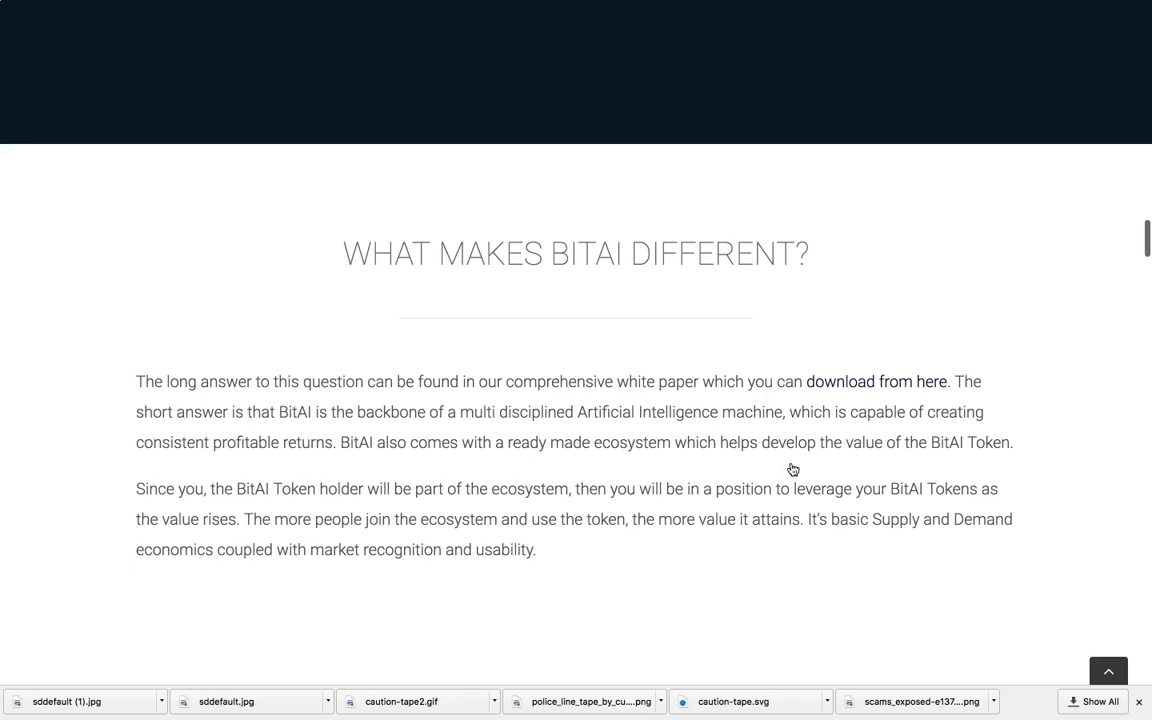 WHAT MAKES BITAI DIFFERENT?
The long answer to this question can be found in our comprehensive white paper which you can download from here. The
short answer is that BitAI is the backbone of a multi disciplined Artificial Intelligence machine, which is capable of creating
consistent profitable returns. BitAI also comes with a ready made ecosystem which helps develop the value of the BitAI Token.
Since you, the BitAI Token holder will be part of the ecosystem, then you will be in a position to leverage your BitAI Tokens as
the value rises. The more people join the ecosystem and use the token, the more value it attains. It’s basic Supply and Demand
economics coupled with market recognition and usability.
sddefault (1).jpg sddefault.jpg caution-tape2.gif police_line_tape_by_cu....png caution-tape.svg scams_exposed-e137....png Show All